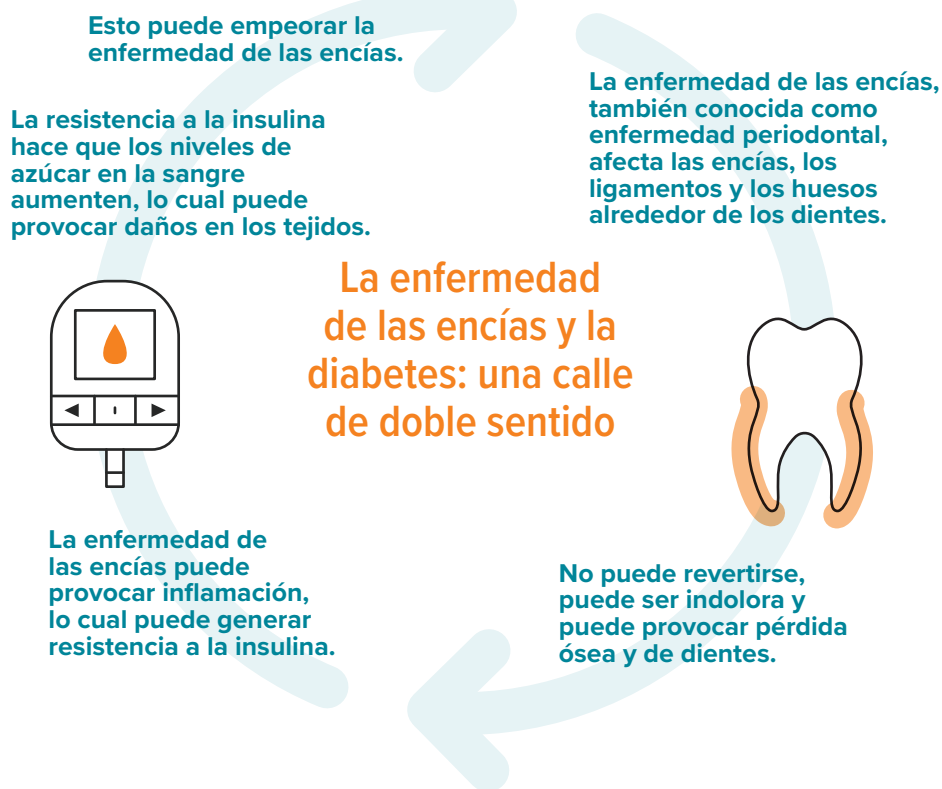 La enfermedad
de las encías y la
diabetes: una calle
de doble sentido
La enfermedad de las encías,
también conocida como
enfermedad periodontal,
afecta las encías, los
ligamentos y los huesos
alrededor de los dientes.
No puede revertirse,
puede ser indolora y
puede provocar pérdida
ósea y de dientes.
La enfermedad de
las encías puede
provocar inflamación,
lo cual puede generar
resistencia a la insulina.
La resistencia a la insulina
hace que los niveles de
azúcar en la sangre
aumenten, lo cual puede
provocar daños en los tejidos.
Esto puede empeorar la
enfermedad de las encías.